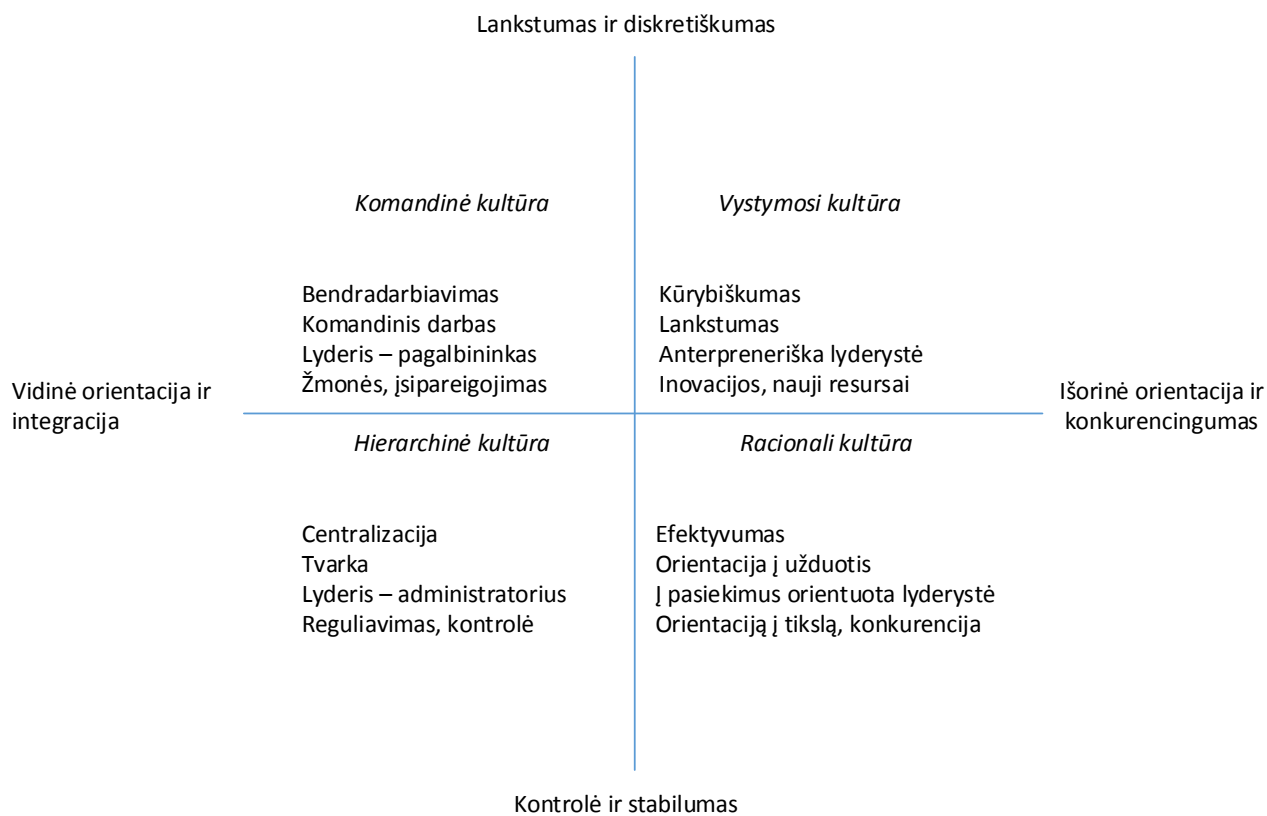 Lankstumas ir diskretiškumas
Komandinė kultūra
Vystymosi kultūra
Bendradarbiavimas
Komandinis darbas
Lyderis – pagalbininkas
Žmonės, įsipareigojimas
Kūrybiškumas
Lankstumas
Anterpreneriška lyderystė
Inovacijos, nauji resursai
Vidinė orientacija ir
integracija
Išorinė orientacija ir
konkurencingumas
Hierarchinė kultūra
Racionali kultūra
Centralizacija
Tvarka
Lyderis – administratorius
Reguliavimas, kontrolė
Efektyvumas
Orientacija į užduotis
Į pasiekimus orientuota lyderystė
Orientaciją į tikslą, konkurencija
Kontrolė ir stabilumas